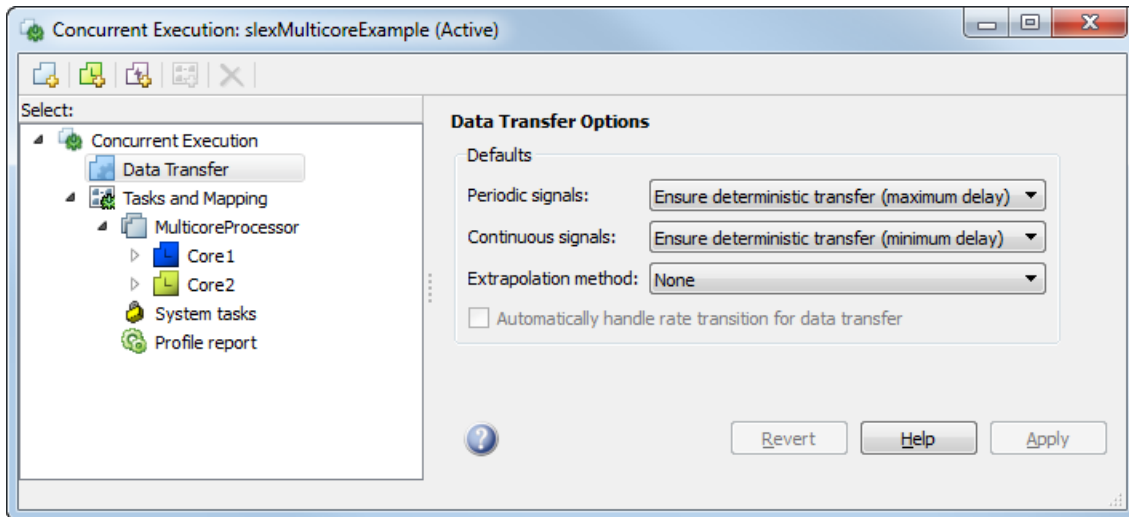 Concurrent Execution: slexMulticoreExample (Active)
Select:
Concurrent Execution
Data Transfer
Tasks and Mapping
MulticoreProcessor
Core1
Core2
System tasks
Profile report
Data Transfer Options
Defaults
Periodic signals: Ensure deterministic transfer (maximum delay)
Continuous signals: Ensure deterministic transfer (minimum delay)
Extrapolation method: None
Automatically handle rate transition for data transfer
Revert Help Apply